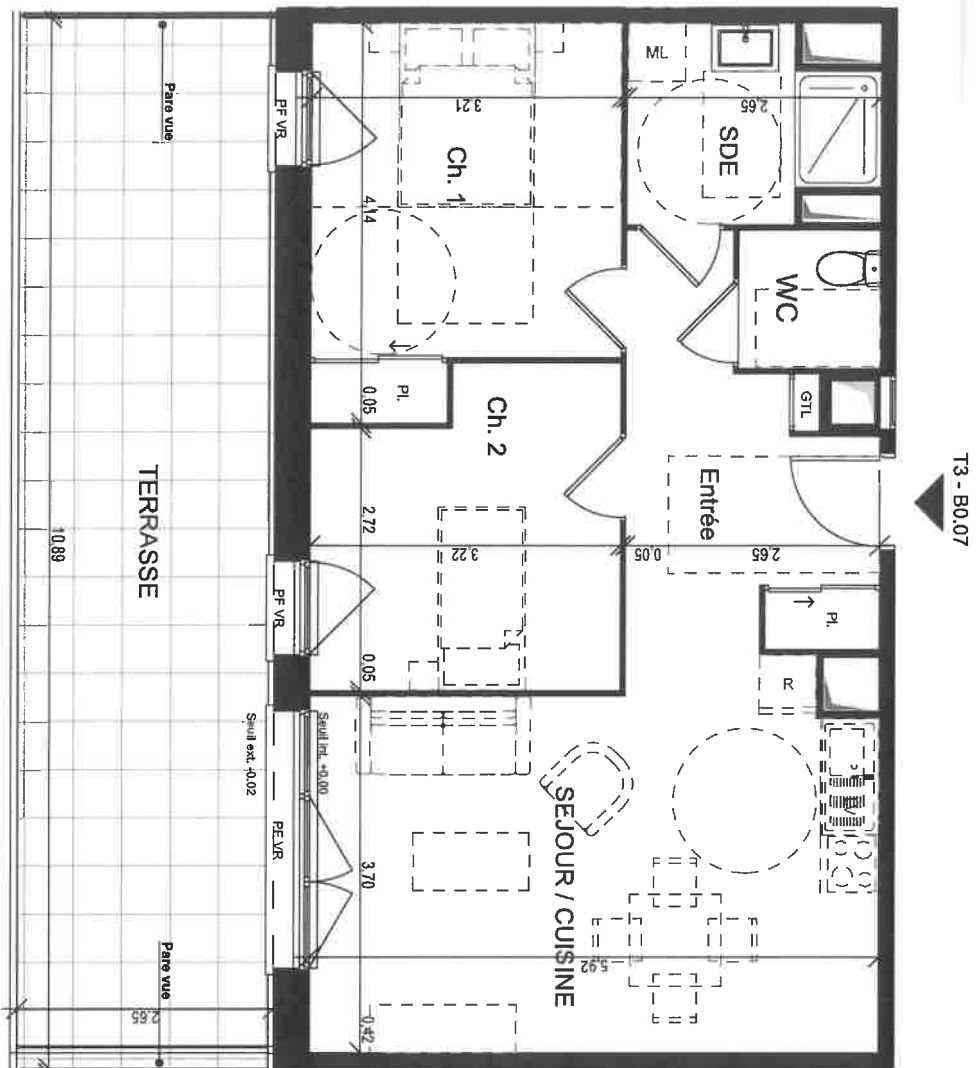 T3 - B0.07
ML
SDE
2,65
3,21
Ch. 1
4,14
WC
GTL
Pl.
0,05
Ch. 2
2,72
3,22
0,05
2,65
Entrée
Pl.
R
0,05
SEJOUR / CUISINE
3,70
5,92
0,42
Seuil int. +0.00
Seuil ext. -0.02
PF VR
PF VR
PF VR
Pare vue
TERRASSE
10,89
Pare vue
2,65